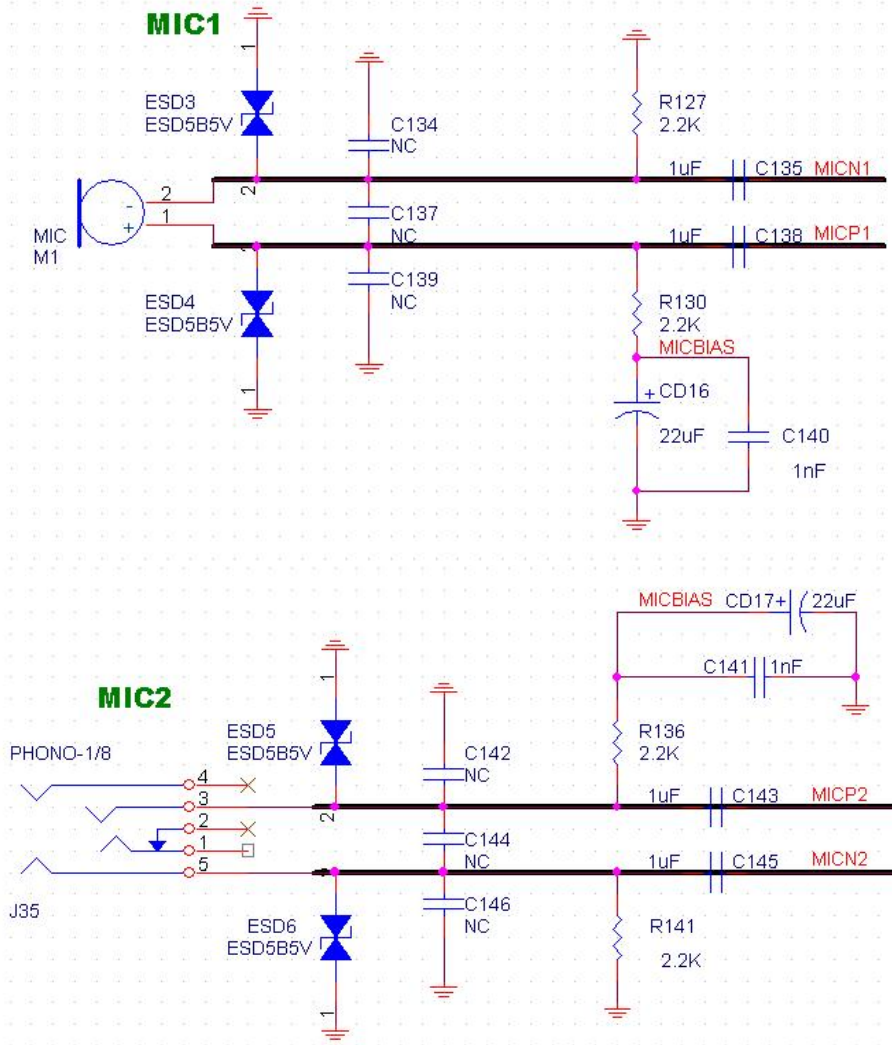 MIC1
1
ESD3
ESD5B5V
2
C134
NC
R127
2.2K
1uF C135 MICN1
2
-
1
+
MIC
M1
C137
NC
1uF C138 MICP1
C139
NC
ESD4
ESD5B5V
1
R130
2.2K
MICBIAS
+ CD16
22uF
C140
1nF
MICBIAS CD17+ 22uF
C141 1nF
MIC2
1
ESD5
ESD5B5V
2
PHONO-1/8
4
3
2
1
5
J35
C142
NC
R136
2.2K
1uF C143 MICP2
C144
NC
1uF C145 MICN2
C146
NC
ESD6
ESD5B5V
1
R141
2.2K